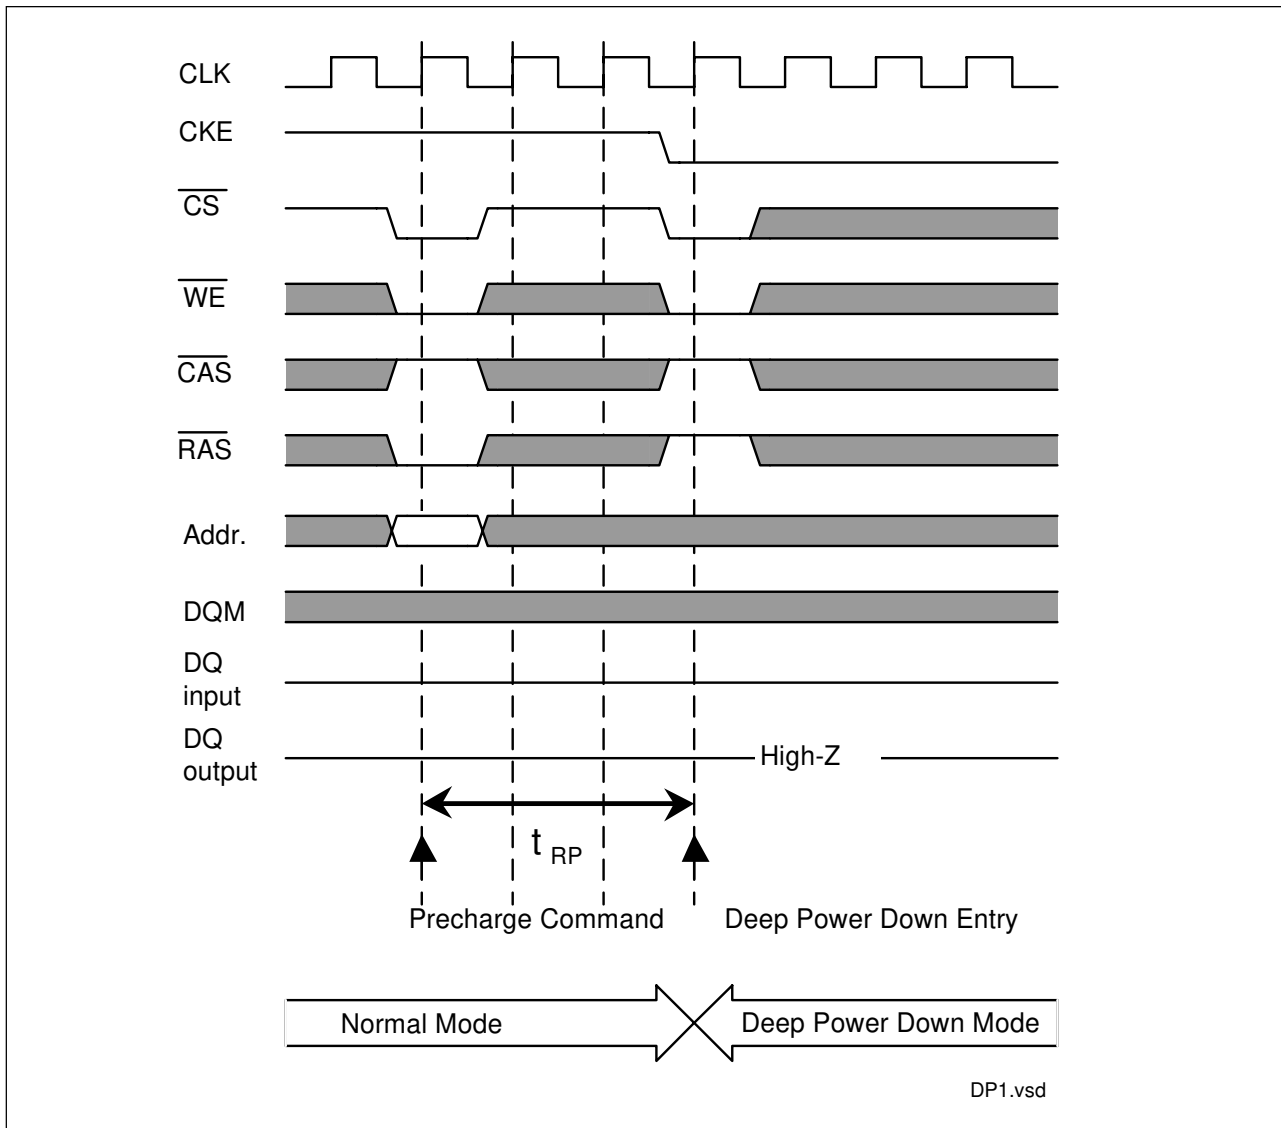 CLK
CKE
CS
WE
CAS
RAS
Addr.
DQM
DQ
input
DQ
output
High-Z
t RP
Precharge Command
Deep Power Down Entry
Normal Mode
Deep Power Down Mode
DP1.vsd